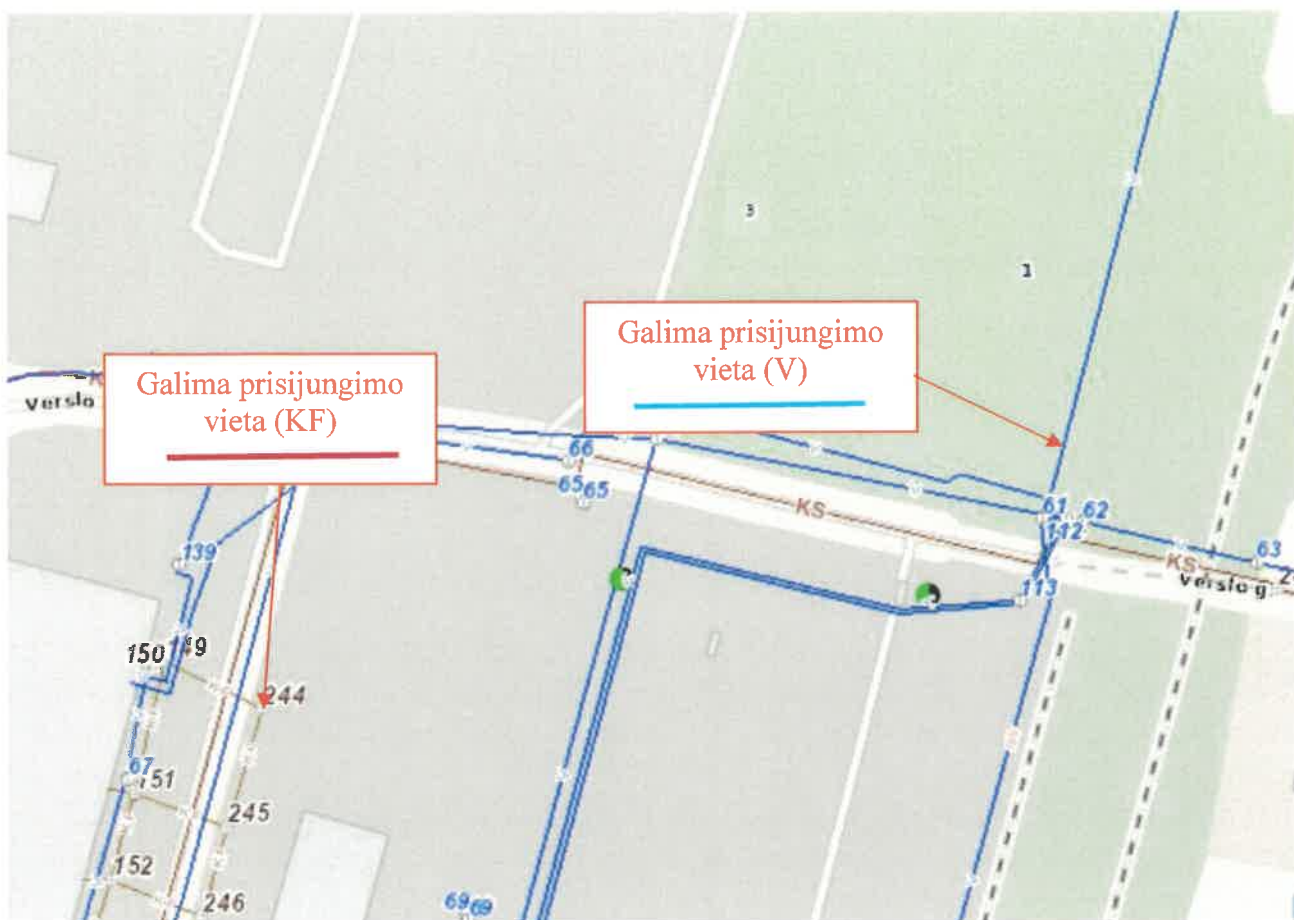 3
1
Galima prisijungimo
vieta (V)
Galima prisijungimo
vieta (KF)
Verslo
66
65
65
KS
61
62
112
63
KS
Verslo g.
113
139
150
149
244
67
151
245
152
246
69
69